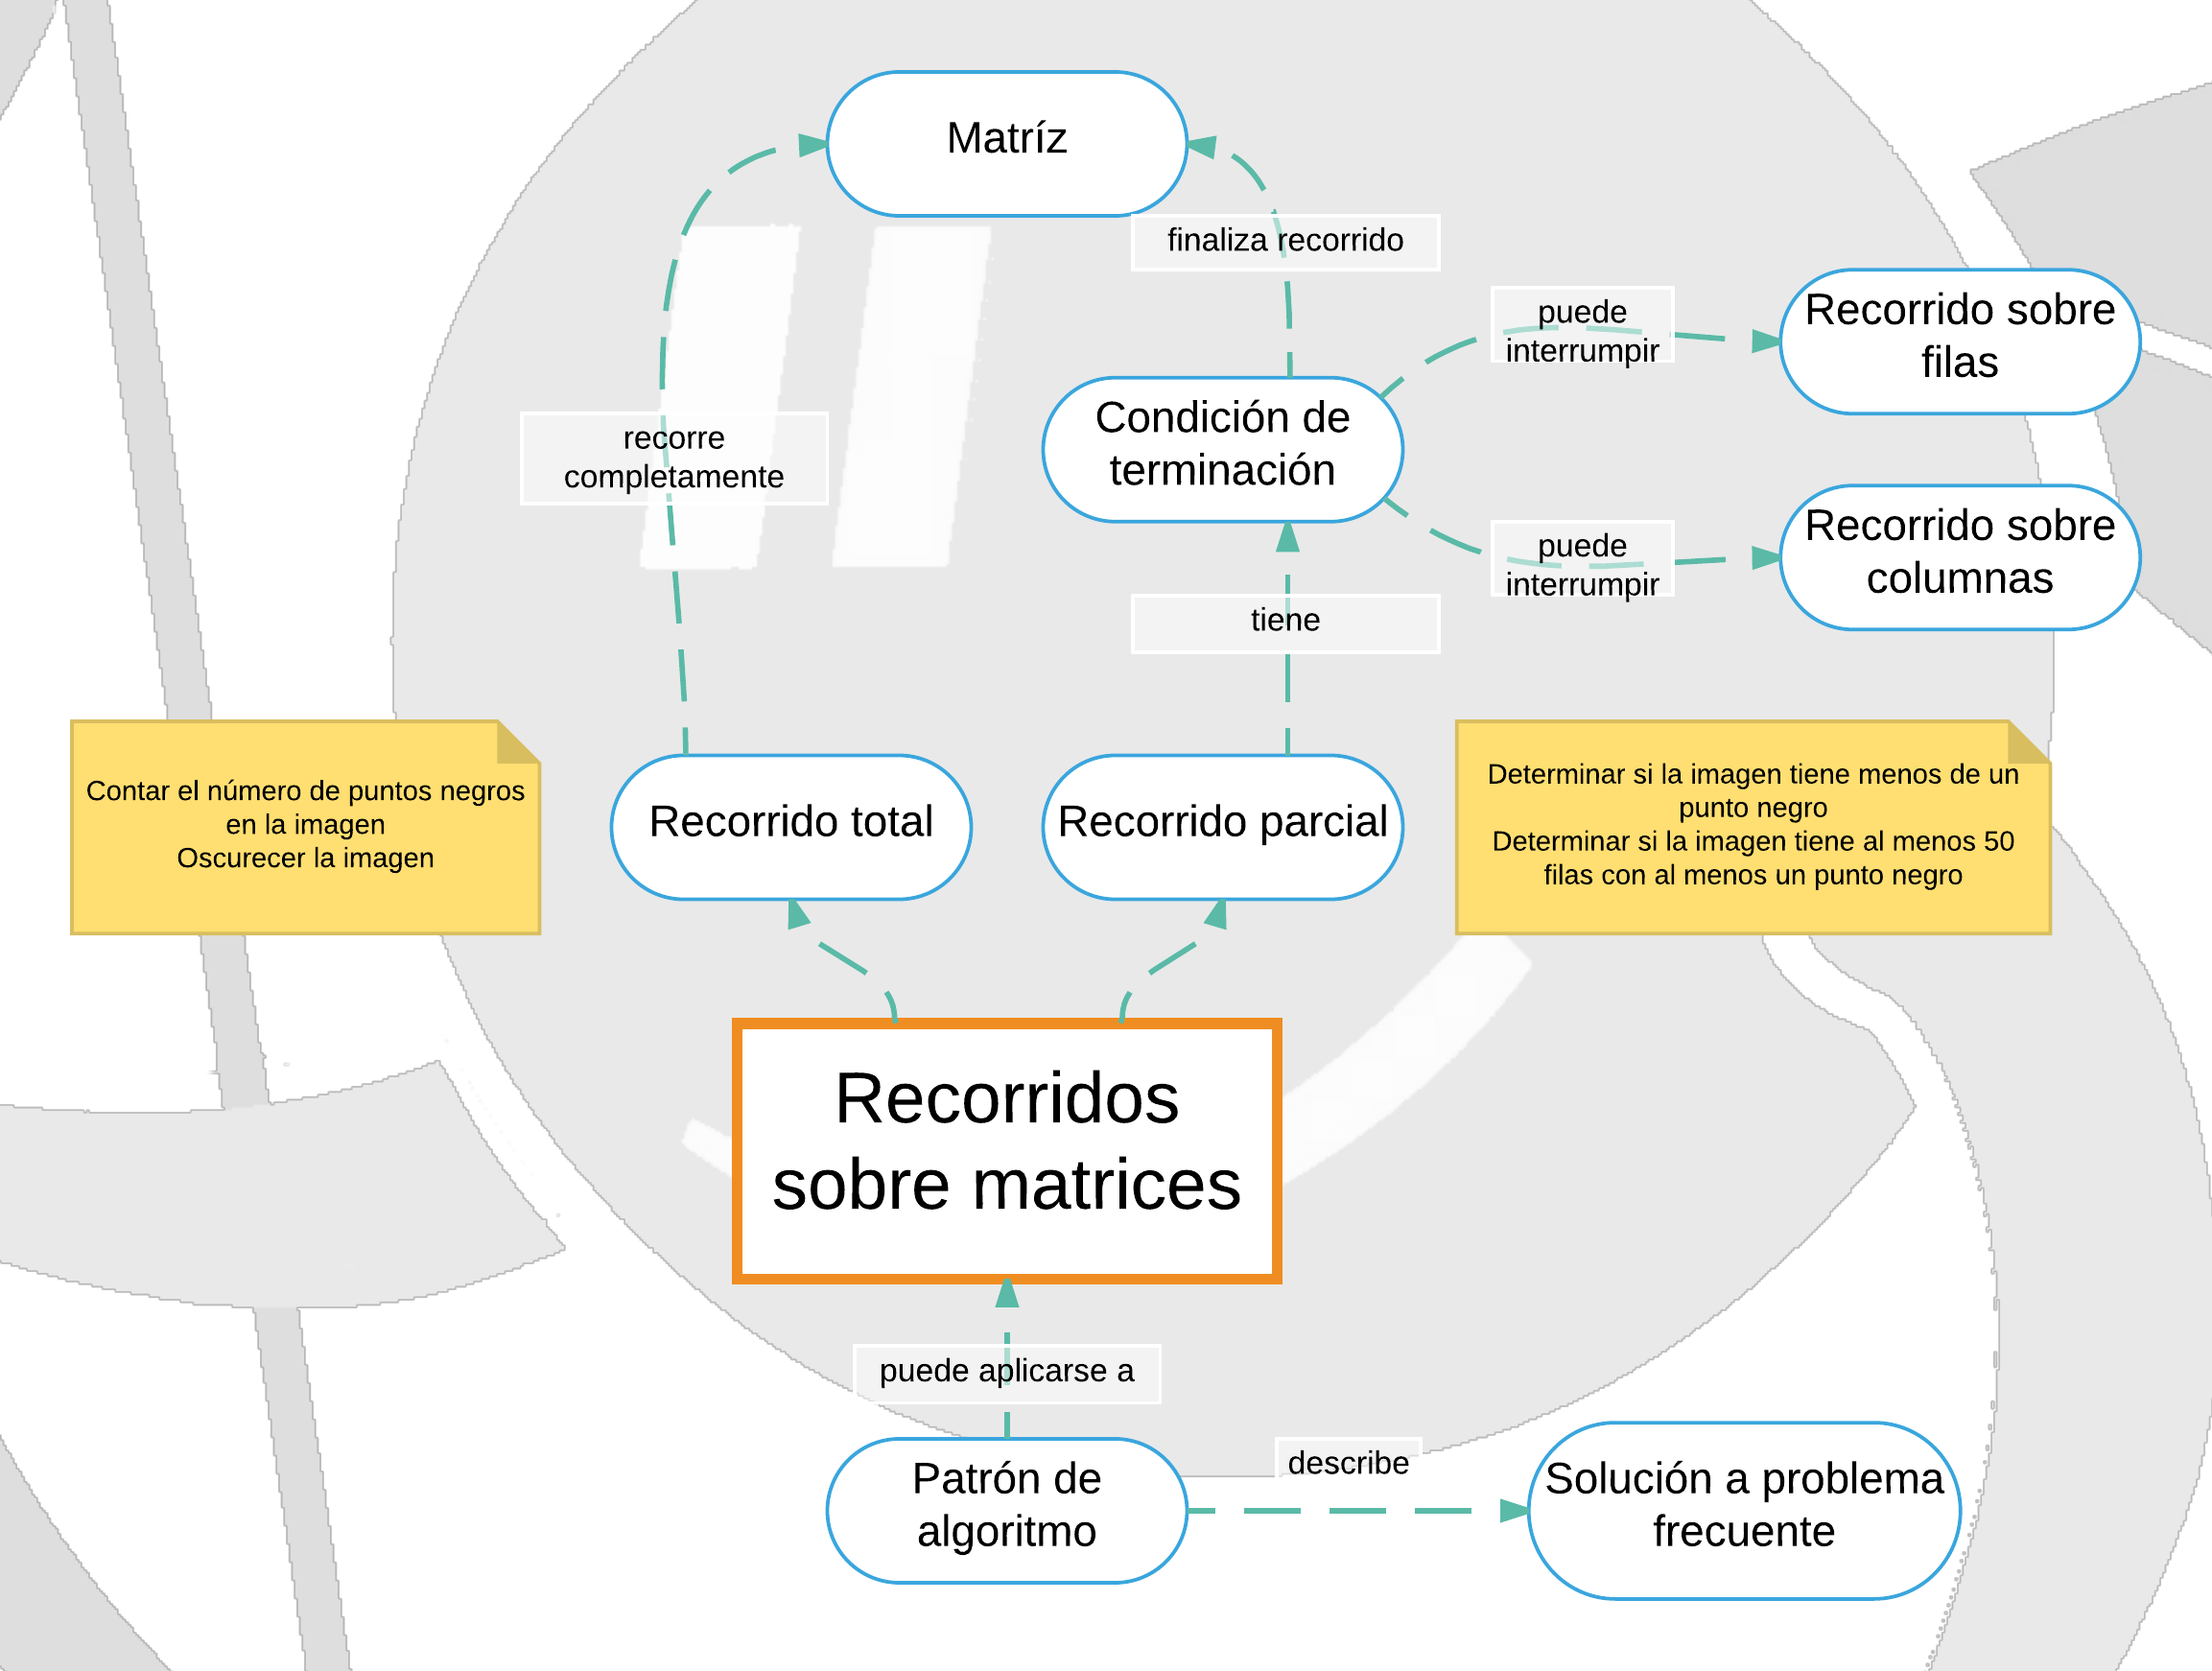 Matríz
finaliza recorrido
puede
interrumpir
Recorrido sobre
filas
recorre
completamente
Condición de
terminación
puede
interrumpir
Recorrido sobre
columnas
tiene
Contar el número de puntos negros
en la imagen
Oscurecer la imagen
Recorrido total
Recorrido parcial
Determinar si la imagen tiene menos de un
punto negro
Determinar si la imagen tiene al menos 50
filas con al menos un punto negro
Recorridos
sobre matrices
puede aplicarse a
Patrón de
algoritmo
describe
Solución a problema
frecuente